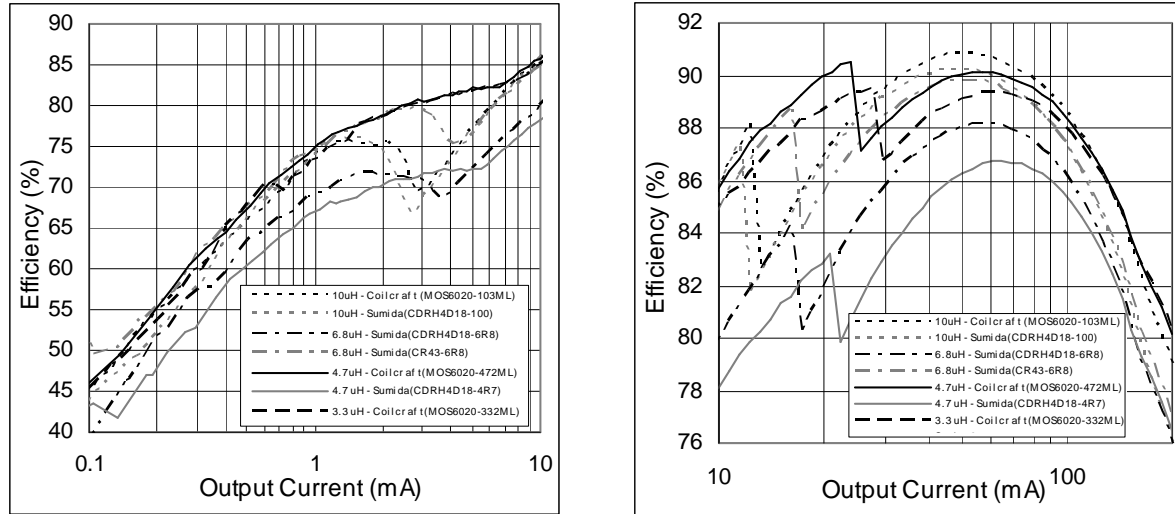 90
85
80
75
70
65
60
55
50
45
40
Efficiency (%)
10uH - Coilcraft (MOS6020-103ML)
10uH - Sumida(CDRH4D18-100)
6.8uH - Sumida(CDRH4D18-6R8)
6.8uH - Sumida(CR43-6R8)
4.7uH - Coilcraft(MOS6020-472ML)
4.7uH - Sumida(CDRH4D18-4R7)
3.3uH - Coilcraft(MOS6020-332ML)
0.1
1
10
Output Current (mA)
92
90
88
86
84
82
80
78
76
Efficiency (%)
10uH - Coilcraft (MOS6020-103ML)
10uH - Sumida(CDRH4D18-100)
6.8uH - Sumida(CDRH4D18-6R8)
6.8uH - Sumida(CR43-6R8)
4.7uH - Coilcraft(MOS6020-472ML)
4.7uH - Sumida(CDRH4D18-4R7)
3.3uH - Coilcraft(MOS6020-332ML)
10
100
Output Current (mA)